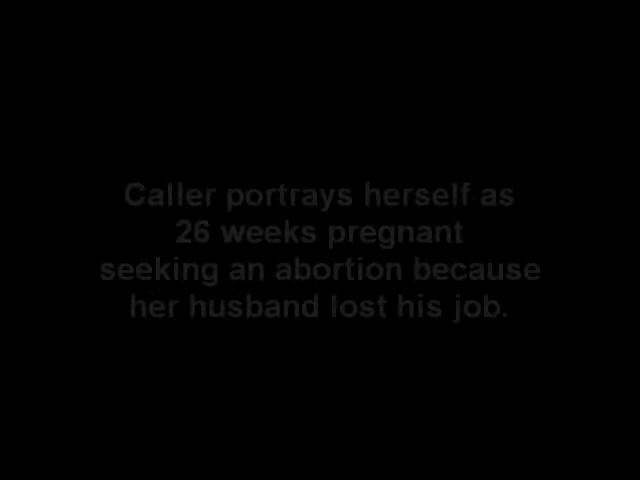 Caller portrays herself as
26 weeks pregnant
seeking an abortion because
her husband lost his job.